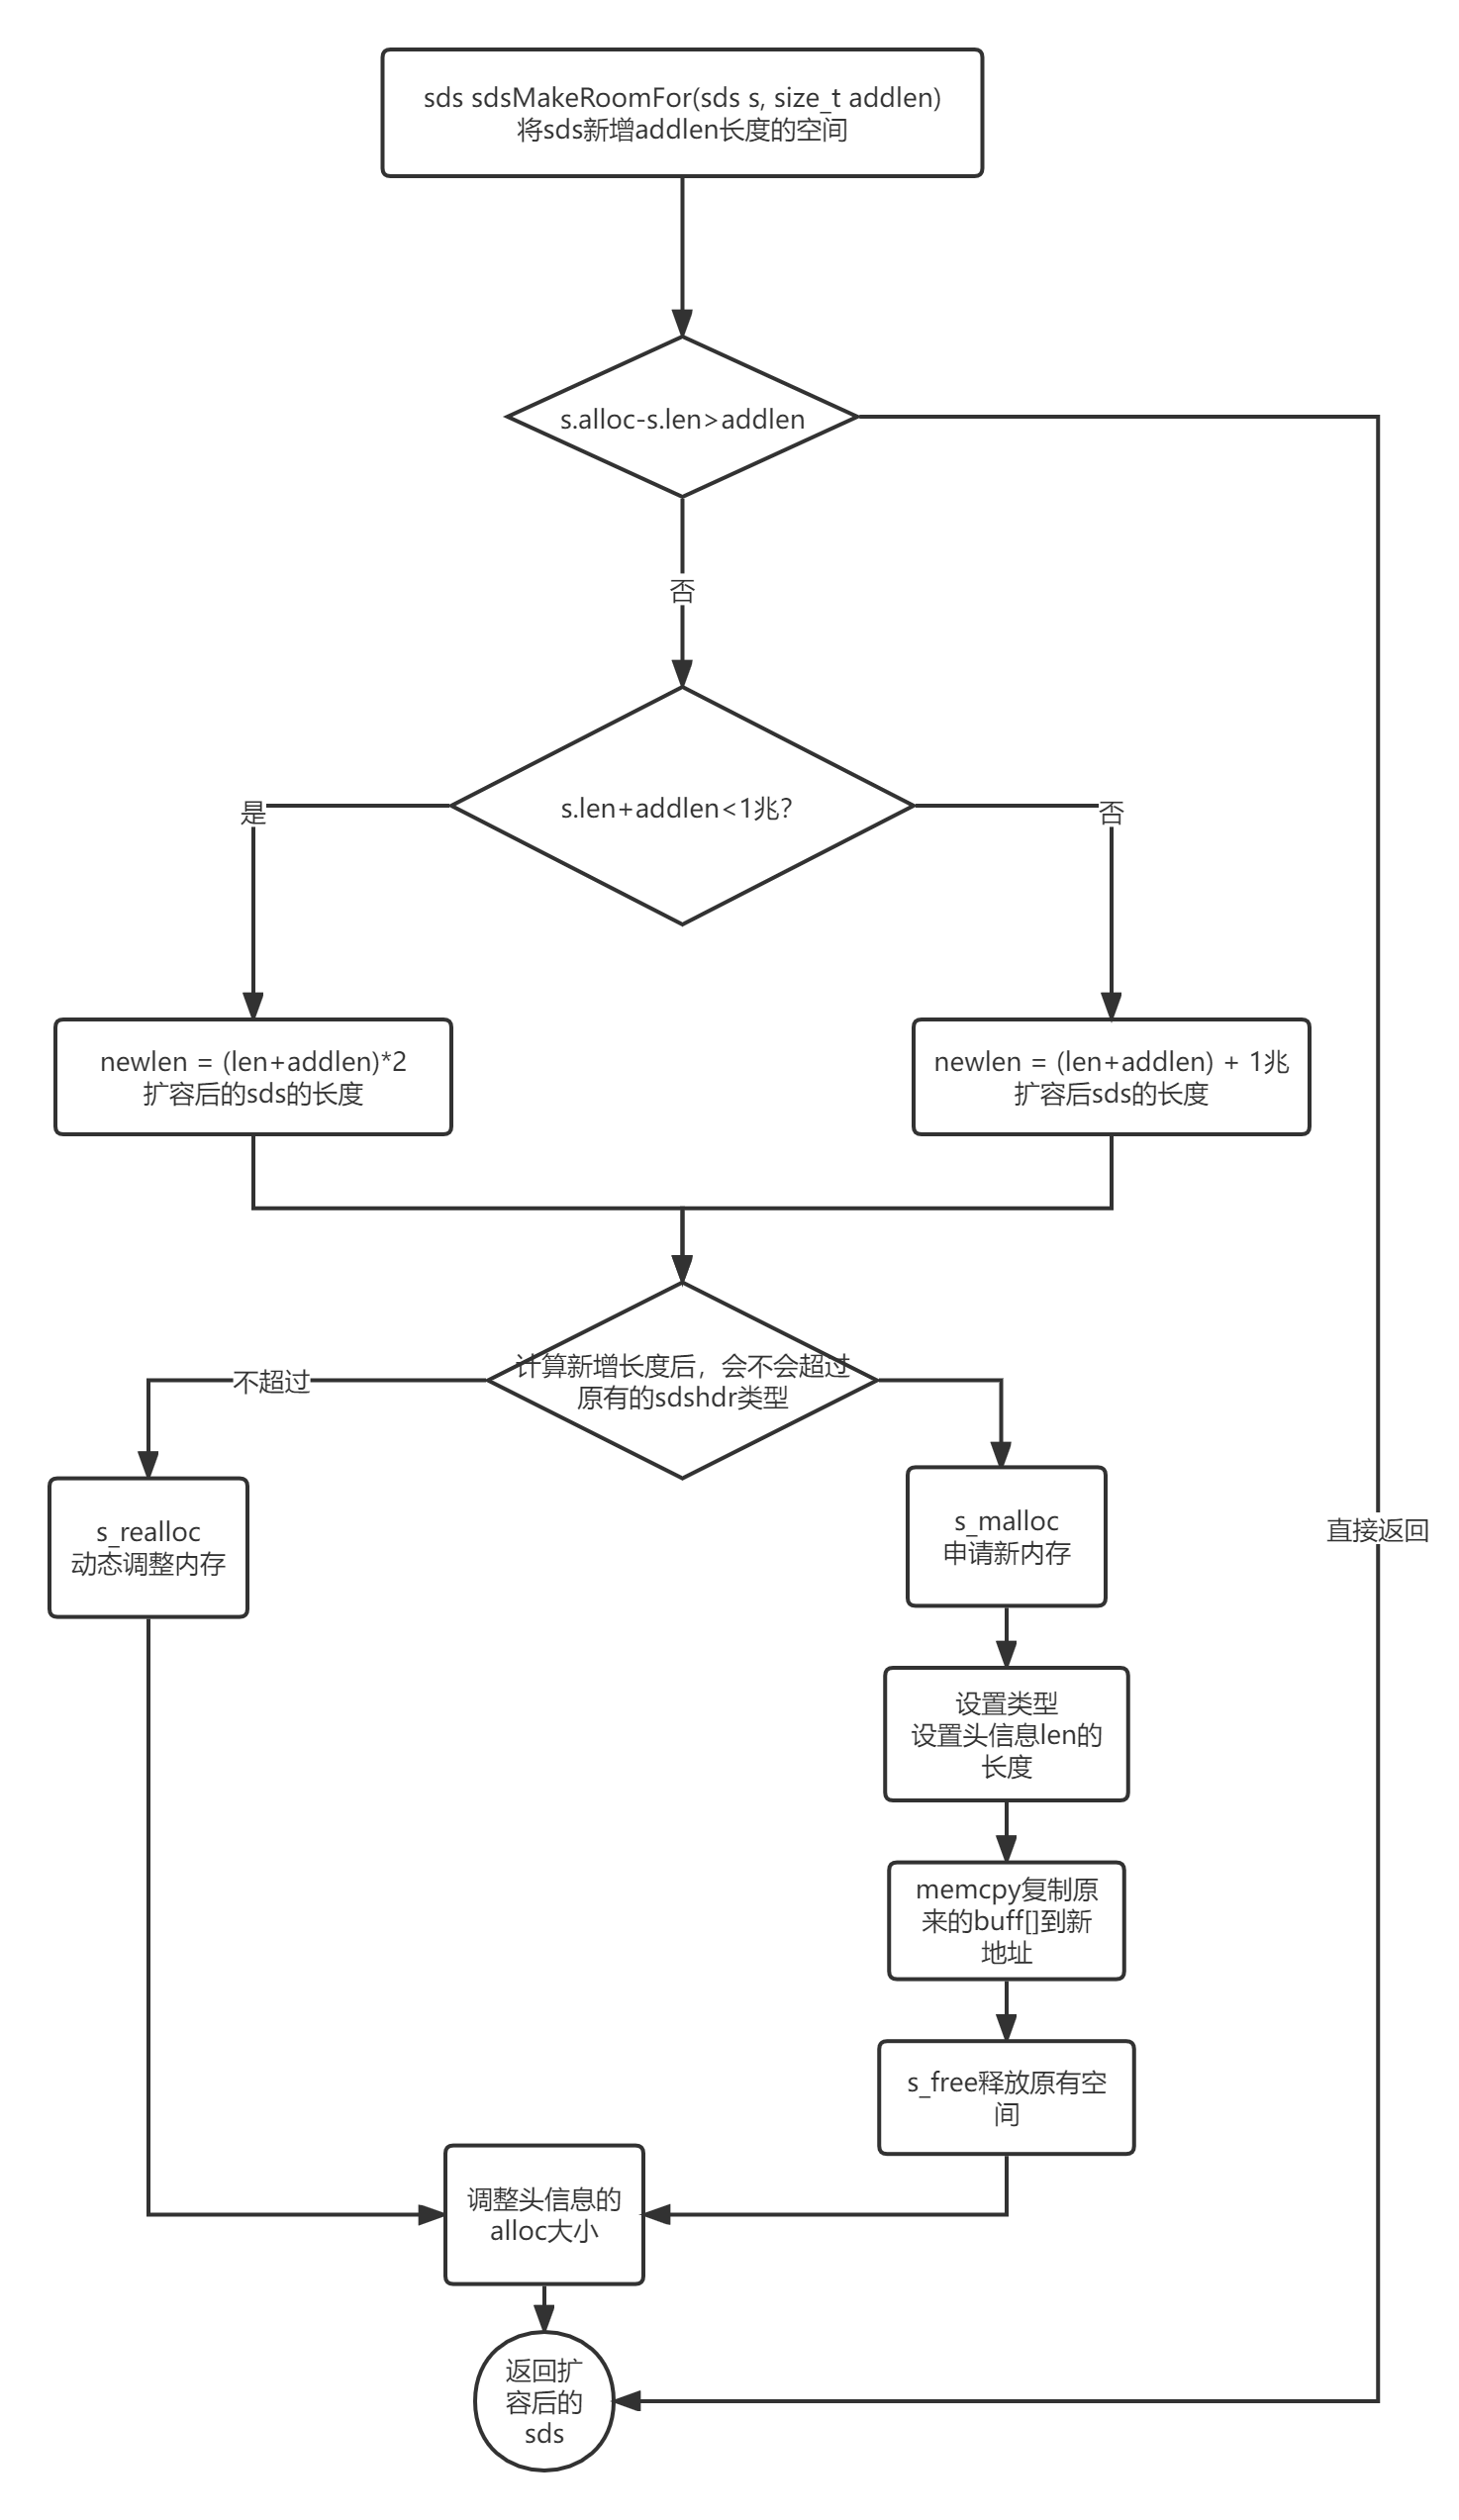 sds sdsMakeRoomFor(sds s, size_t addlen)
将sds新增addlen长度的空间
s.alloc-s.len>addlen
否
s.len+addlen<1兆?
是
否
newlen = (len+addlen)*2
扩容后的sds的长度
newlen = (len+addlen) + 1兆
扩容后sds的长度
计算新增长度后，会不会超过
原有的sdshdr类型
不超过
s_realloc
动态调整内存
s_malloc
申请新内存
直接返回
设置类型
设置头信息len的
长度
memcpy复制原
来的buff[]到新
地址
s_free释放原有空
间
调整头信息的
alloc大小
返回扩
容后的
sds